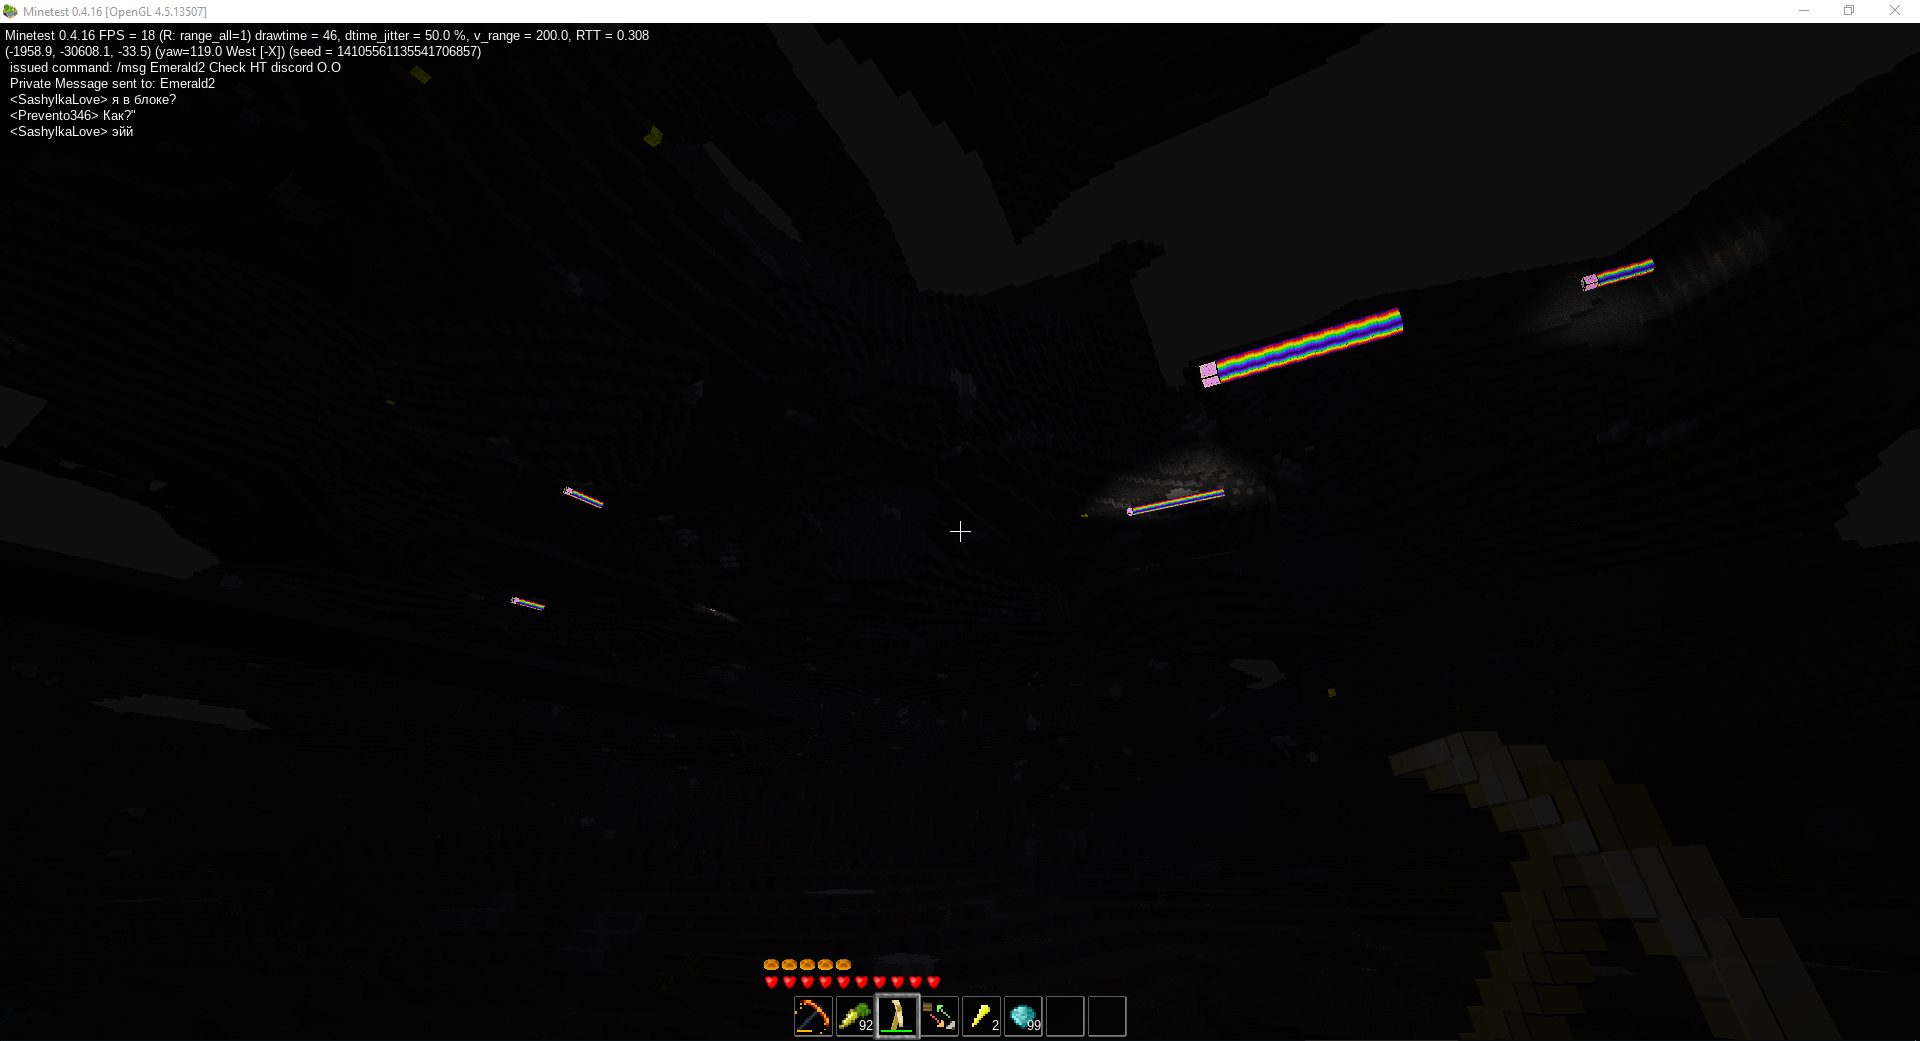 Minetest 0.4.16 [OpenGL 4.5.13507]
Minetest 0.4.16 FPS = 18 (R: range_all=1) drawtime = 46, dtime_jitter = 50.0 %, v_range = 200.0, RTT = 0.308
(-1958.9, -30608.1, -33.5) (yaw=119.0 West [-X]) (seed = 14105561135541706857)
issued command: /msg Emerald2 Check HT discord O.O
Private Message sent to: Emerald2
<SashylkaLove> я в блоке?
<Prevento346> Как?"
<SashylkaLove> эйй
92 2 99